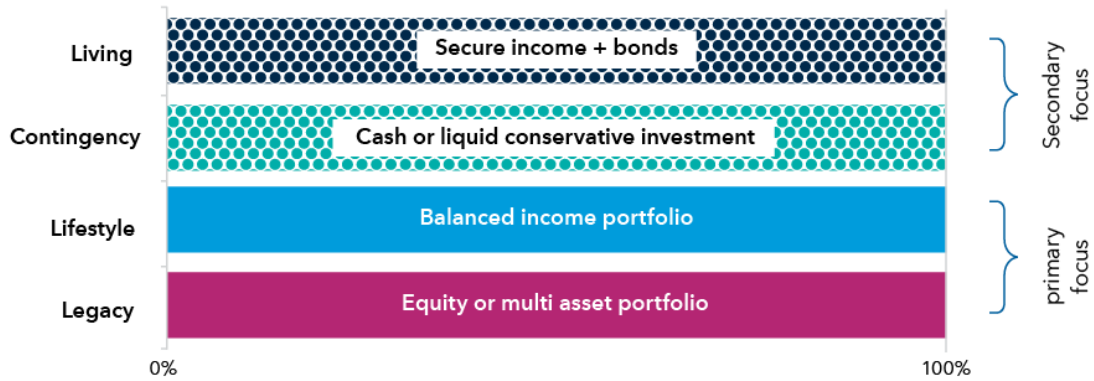 Living
Secure income + bonds
Contingency
Cash or liquid conservative investment
Secondary
focus
Lifestyle
Balanced income portfolio
Legacy
Equity or multi asset portfolio
primary
focus
0%
100%